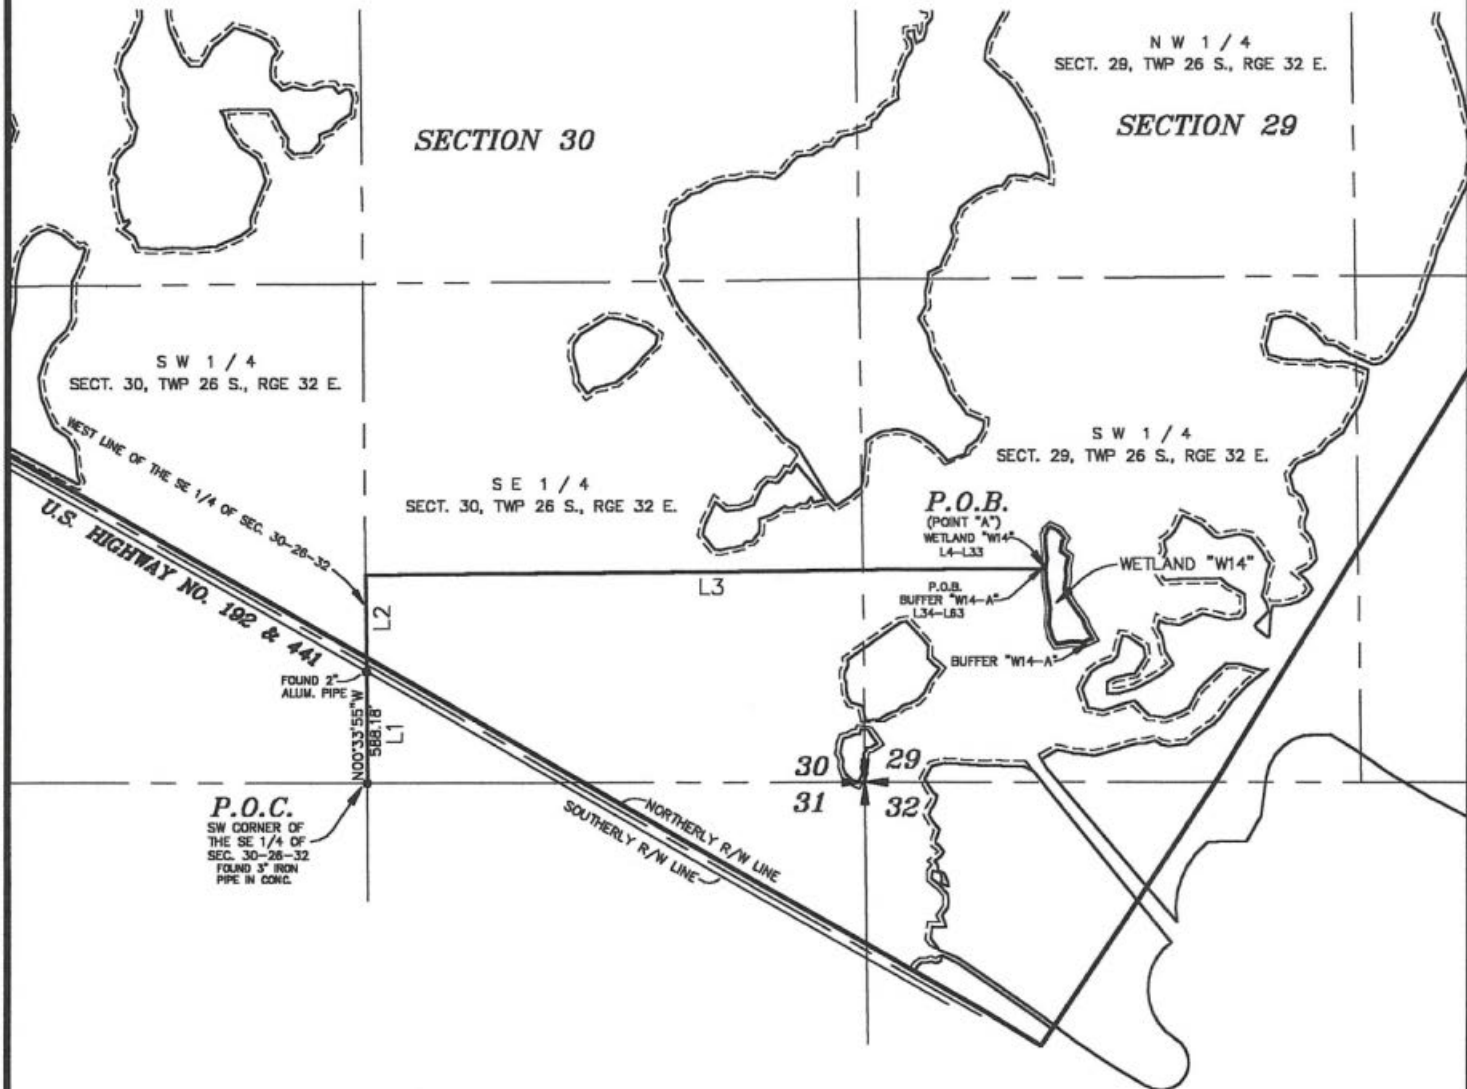 N W 1 / 4
SECT. 29, TWP 26 S., RGE 32 E.
SECTION 30
SECTION 29
S W 1 / 4
SECT. 30, TWP 26 S., RGE 32 E.
WEST LINE OF THE SE 1/4 OF SEC. 30-26-32
S W 1 / 4
SECT. 29, TWP 26 S., RGE 32 E.
S E 1 / 4
SECT. 30, TWP 26 S., RGE 32 E.
P.O.B.
(POINT "A")
WETLAND "W14"
L4-L33
U.S. HIGHWAY NO. 192 & 441
WETLAND "W14"
L3
P.O.B.
BUFFER "W14-A"
L34-L63
L2
BUFFER "W14-A"
FOUND 2"
ALUM. PIPE
N00°33'55"W
588.18'
L1
30
29
31
32
P.O.C.
SW CORNER OF
THE SE 1/4 OF
SEC. 30-26-32
FOUND 3" IRON
PIPE IN CONC.
NORTHERLY R/W LINE
SOUTHERLY R/W LINE